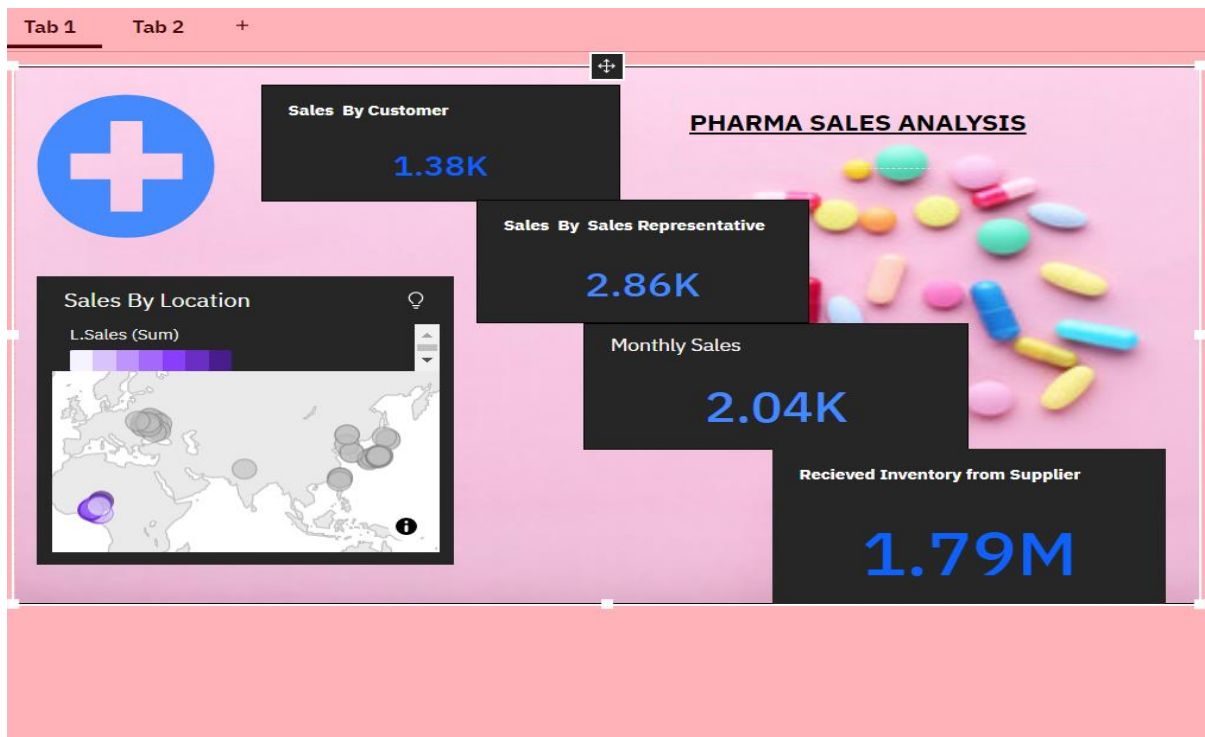 Tab 1
Tab 2
+
Sales By Customer
1.38K
PHARMA SALES ANALYSIS
Sales By Sales Representative
2.86K
Sales By Location
L.Sales (Sum)
Monthly Sales
2.04K
Recieved Inventory from Supplier
1.79M